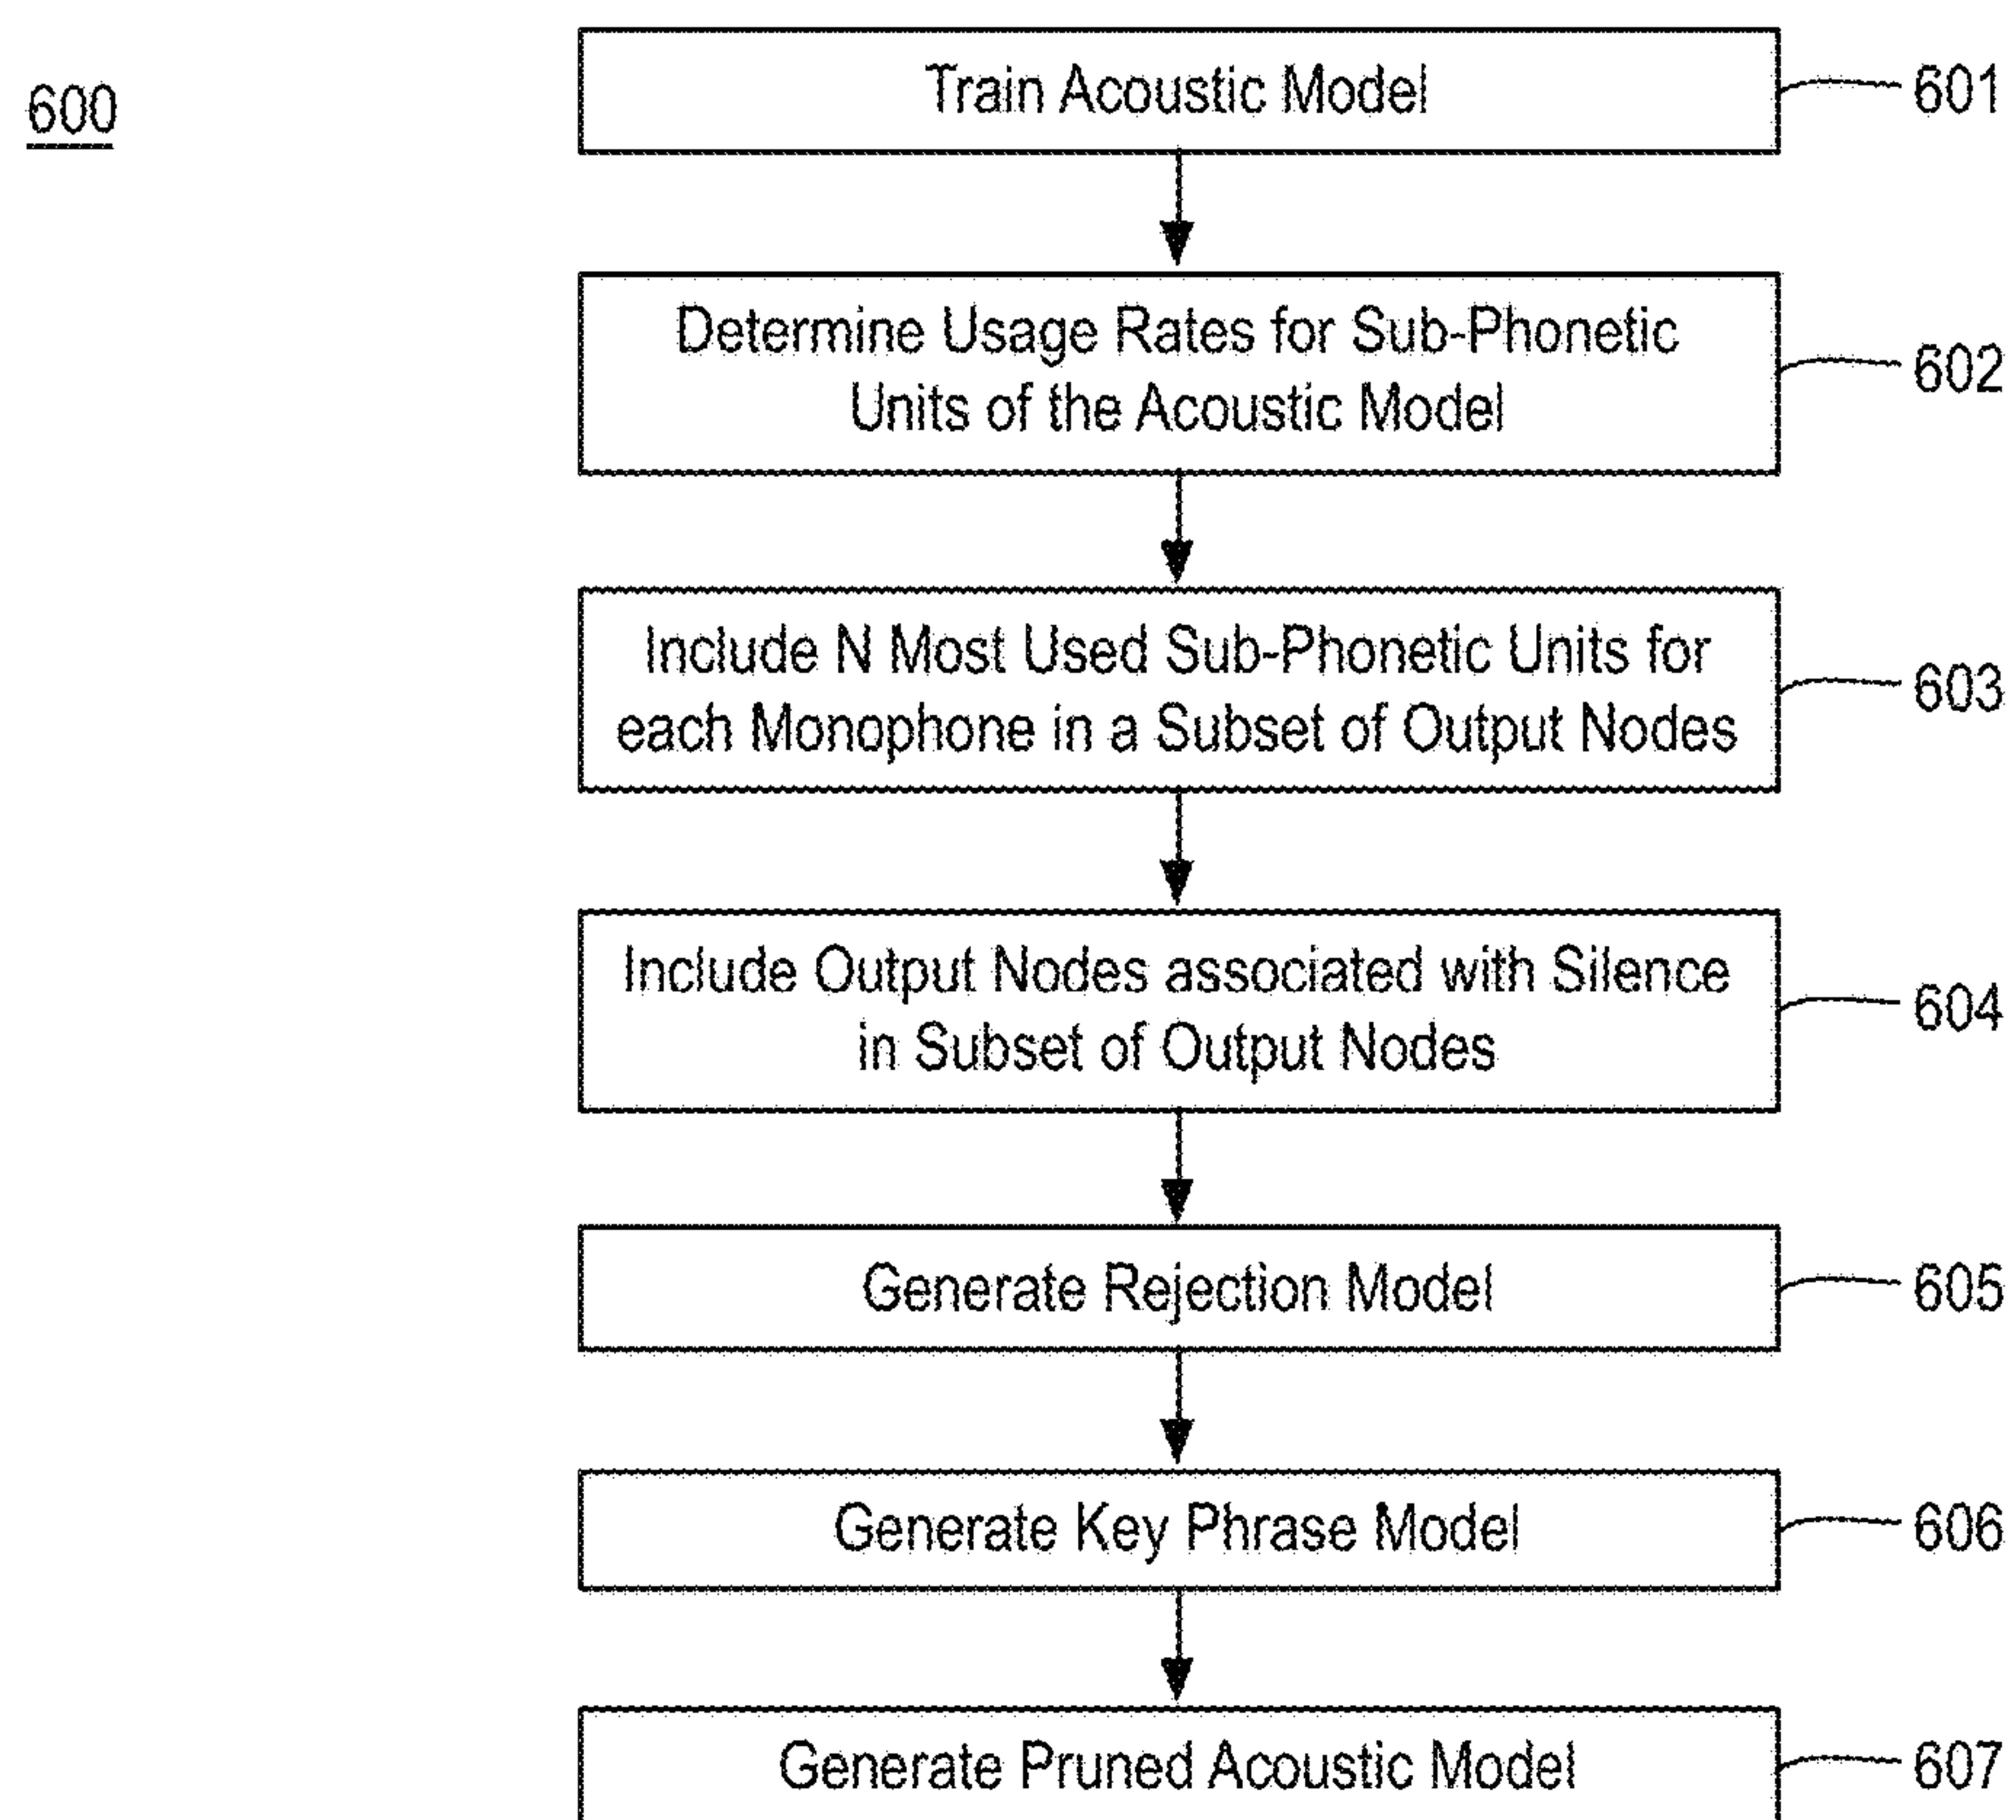 600
Train Acoustic Model
601
Determine Usage Rates for Sub-Phonetic
Units of the Acoustic Model
602
Include N Most Used Sub-Phonetic Units for
each Monophone in a Subset of Output Nodes
603
Include Output Nodes associated with Silence
in Subset of Output Nodes
604
Generate Rejection Model
605
Generate Key Phrase Model
606
Generate Pruned Acoustic Model
607